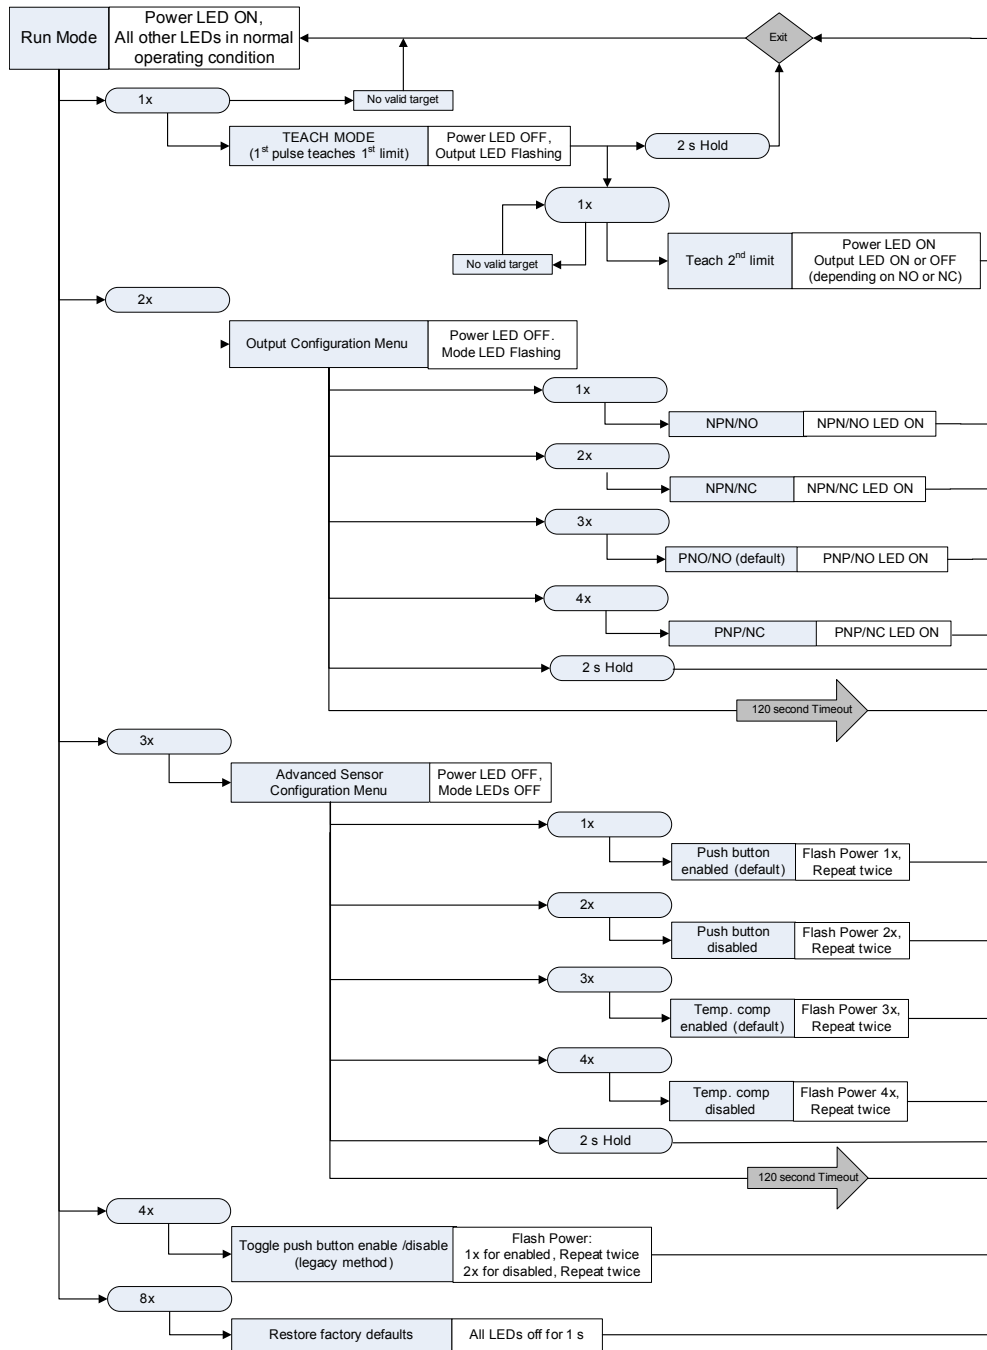 Run Mode
Power LED ON,
All other LEDs in normal
operating condition
Exit
1x
No valid target
TEACH MODE
(1st pulse teaches 1st limit)
Power LED OFF,
Output LED Flashing
2 s Hold
1x
No valid target
Teach 2nd limit
Power LED ON
Output LED ON or OFF
(depending on NO or NC)
2x
Output Configuration Menu
Power LED OFF.
Mode LED Flashing
1x
NPN/NO
NPN/NO LED ON
2x
NPN/NC
NPN/NC LED ON
3x
PNO/NO (default)
PNP/NO LED ON
4x
PNP/NC
PNP/NC LED ON
2 s Hold
120 second Timeout
3x
Advanced Sensor
Configuration Menu
Power LED OFF,
Mode LEDs OFF
1x
Push button
enabled (default)
Flash Power 1x,
Repeat twice
2x
Push button
disabled
Flash Power 2x,
Repeat twice
3x
Temp. comp
enabled (default)
Flash Power 3x,
Repeat twice
4x
Temp. comp
disabled
Flash Power 4x,
Repeat twice
2 s Hold
120 second Timeout
4x
Toggle push button enable /disable
(legacy method)
Flash Power:
1x for enabled, Repeat twice
2x for disabled, Repeat twice
8x
Restore factory defaults
All LEDs off for 1 s